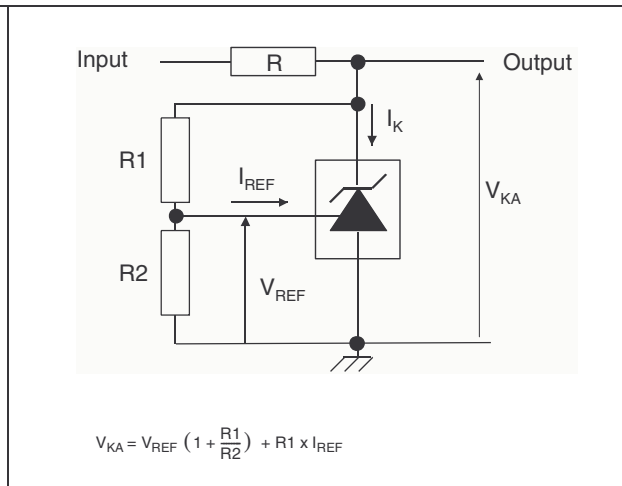 Input R Output
I_K
R1
I_REF
V_KA
R2
V_REF
V_KA = V_REF (1 + R1/R2) + R1 x I_REF